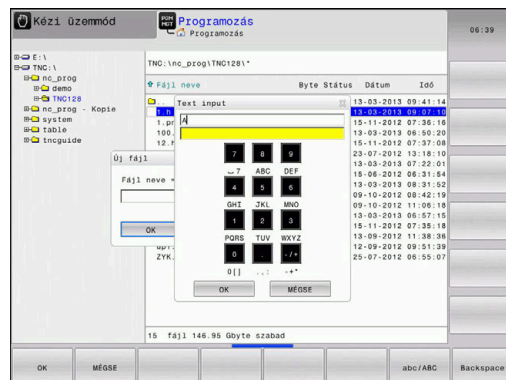 Kézi üzemmód
PGM MGT
Programozás
Programozás
06:39
E:\
TNC:\
nc_prog
demo
TNC128
nc_prog - Kopie
system
table
tncguide
TNC:\nc_prog\TNC128\*
Fájl neve Byte Státus Dátum Idő
..
13-03-2013 09:41:14
1.h 13-03-2013 09:07:10
1.pr 15-11-2012 07:36:16
100. 13-03-2013 06:50:20
12.h 15-11-2012 07:37:08
23-07-2012 13:18:10
13-03-2013 07:22:01
15-06-2012 06:31:54
13-03-2013 08:31:52
09-10-2012 08:42:19
09-10-2012 11:06:18
13-03-2013 06:57:15
15-11-2012 07:35:18
13-09-2012 11:38:36
12-09-2012 09:51:39
ZYK. 25-07-2012 06:55:07
Új fájl
Fájl neve =
OK
Text input
A
7 8 9
7 ABC DEF
4 5 6
GHI JKL MNO
1 2 3
PQRS TUV WXYZ
0 . -/+
0[] ..: -+*
OK MÉGSE
15 fájl 146.95 Gbyte szabad
OK MÉGSE abc/ABC Backspace